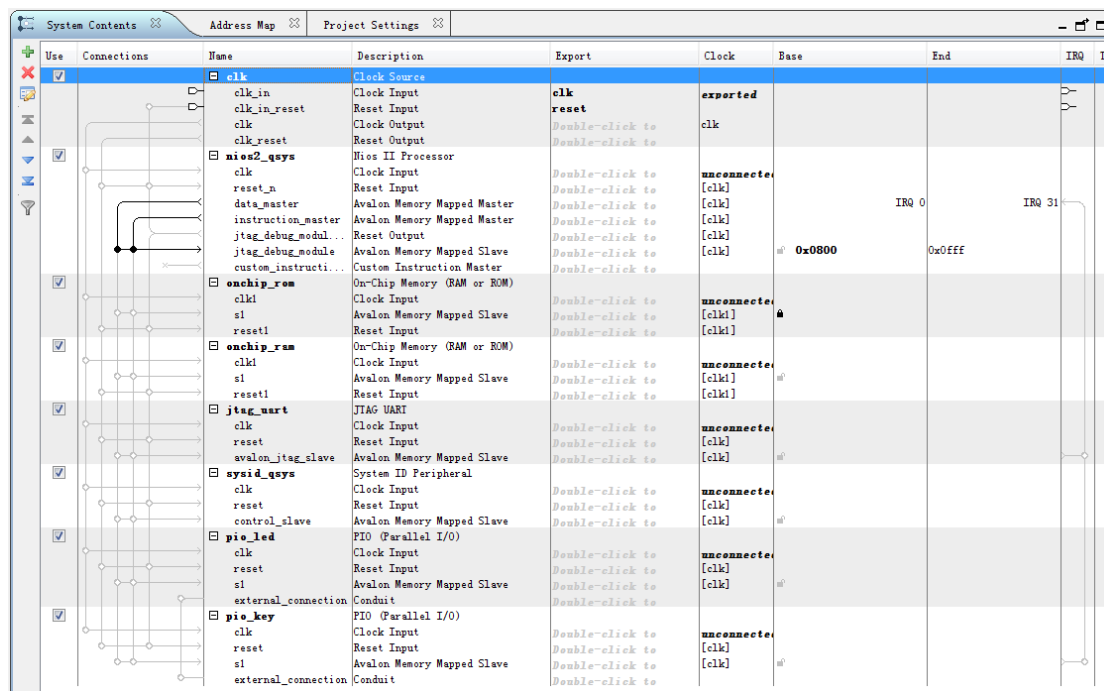 System Contents Address Map Project Settings
Use Connections Name Description Export Clock Base End IRQ
clk Clock Source
clk_in Clock Input clk exported
clk_in_reset Reset Input reset
clk Clock Output Double-click to clk
clk_reset Reset Output Double-click to
nios2_qsys Nios II Processor
clk Clock Input Double-click to unconnected
reset_n Reset Input Double-click to [clk]
data_master Avalon Memory Mapped Master Double-click to [clk] IRQ 0 IRQ 31
instruction_master Avalon Memory Mapped Master Double-click to [clk]
jtag_debug_modul... Reset Output Double-click to [clk]
jtag_debug_module Avalon Memory Mapped Slave Double-click to [clk] 0x0800 0x0fff
custom_instructi... Custom Instruction Master Double-click to
onchip_rom On-Chip Memory (RAM or ROM)
clk1 Clock Input Double-click to unconnected
s1 Avalon Memory Mapped Slave Double-click to [clk1]
reset1 Reset Input Double-click to [clk1]
onchip_ram On-Chip Memory (RAM or ROM)
clk1 Clock Input Double-click to unconnected
s1 Avalon Memory Mapped Slave Double-click to [clk1]
reset1 Reset Input Double-click to [clk1]
jtag_uart JTAG UART
clk Clock Input Double-click to unconnected
reset Reset Input Double-click to [clk]
avalon_jtag_slave Avalon Memory Mapped Slave Double-click to [clk]
sysid_qsys System ID Peripheral
clk Clock Input Double-click to unconnected
reset Reset Input Double-click to [clk]
control_slave Avalon Memory Mapped Slave Double-click to [clk]
pio_led PIO (Parallel I/O)
clk Clock Input Double-click to unconnected
reset Reset Input Double-click to [clk]
s1 Avalon Memory Mapped Slave Double-click to [clk]
external_connection Conduit Double-click to
pio_key PIO (Parallel I/O)
clk Clock Input Double-click to unconnected
reset Reset Input Double-click to [clk]
s1 Avalon Memory Mapped Slave Double-click to [clk]
external_connection Conduit Double-click to